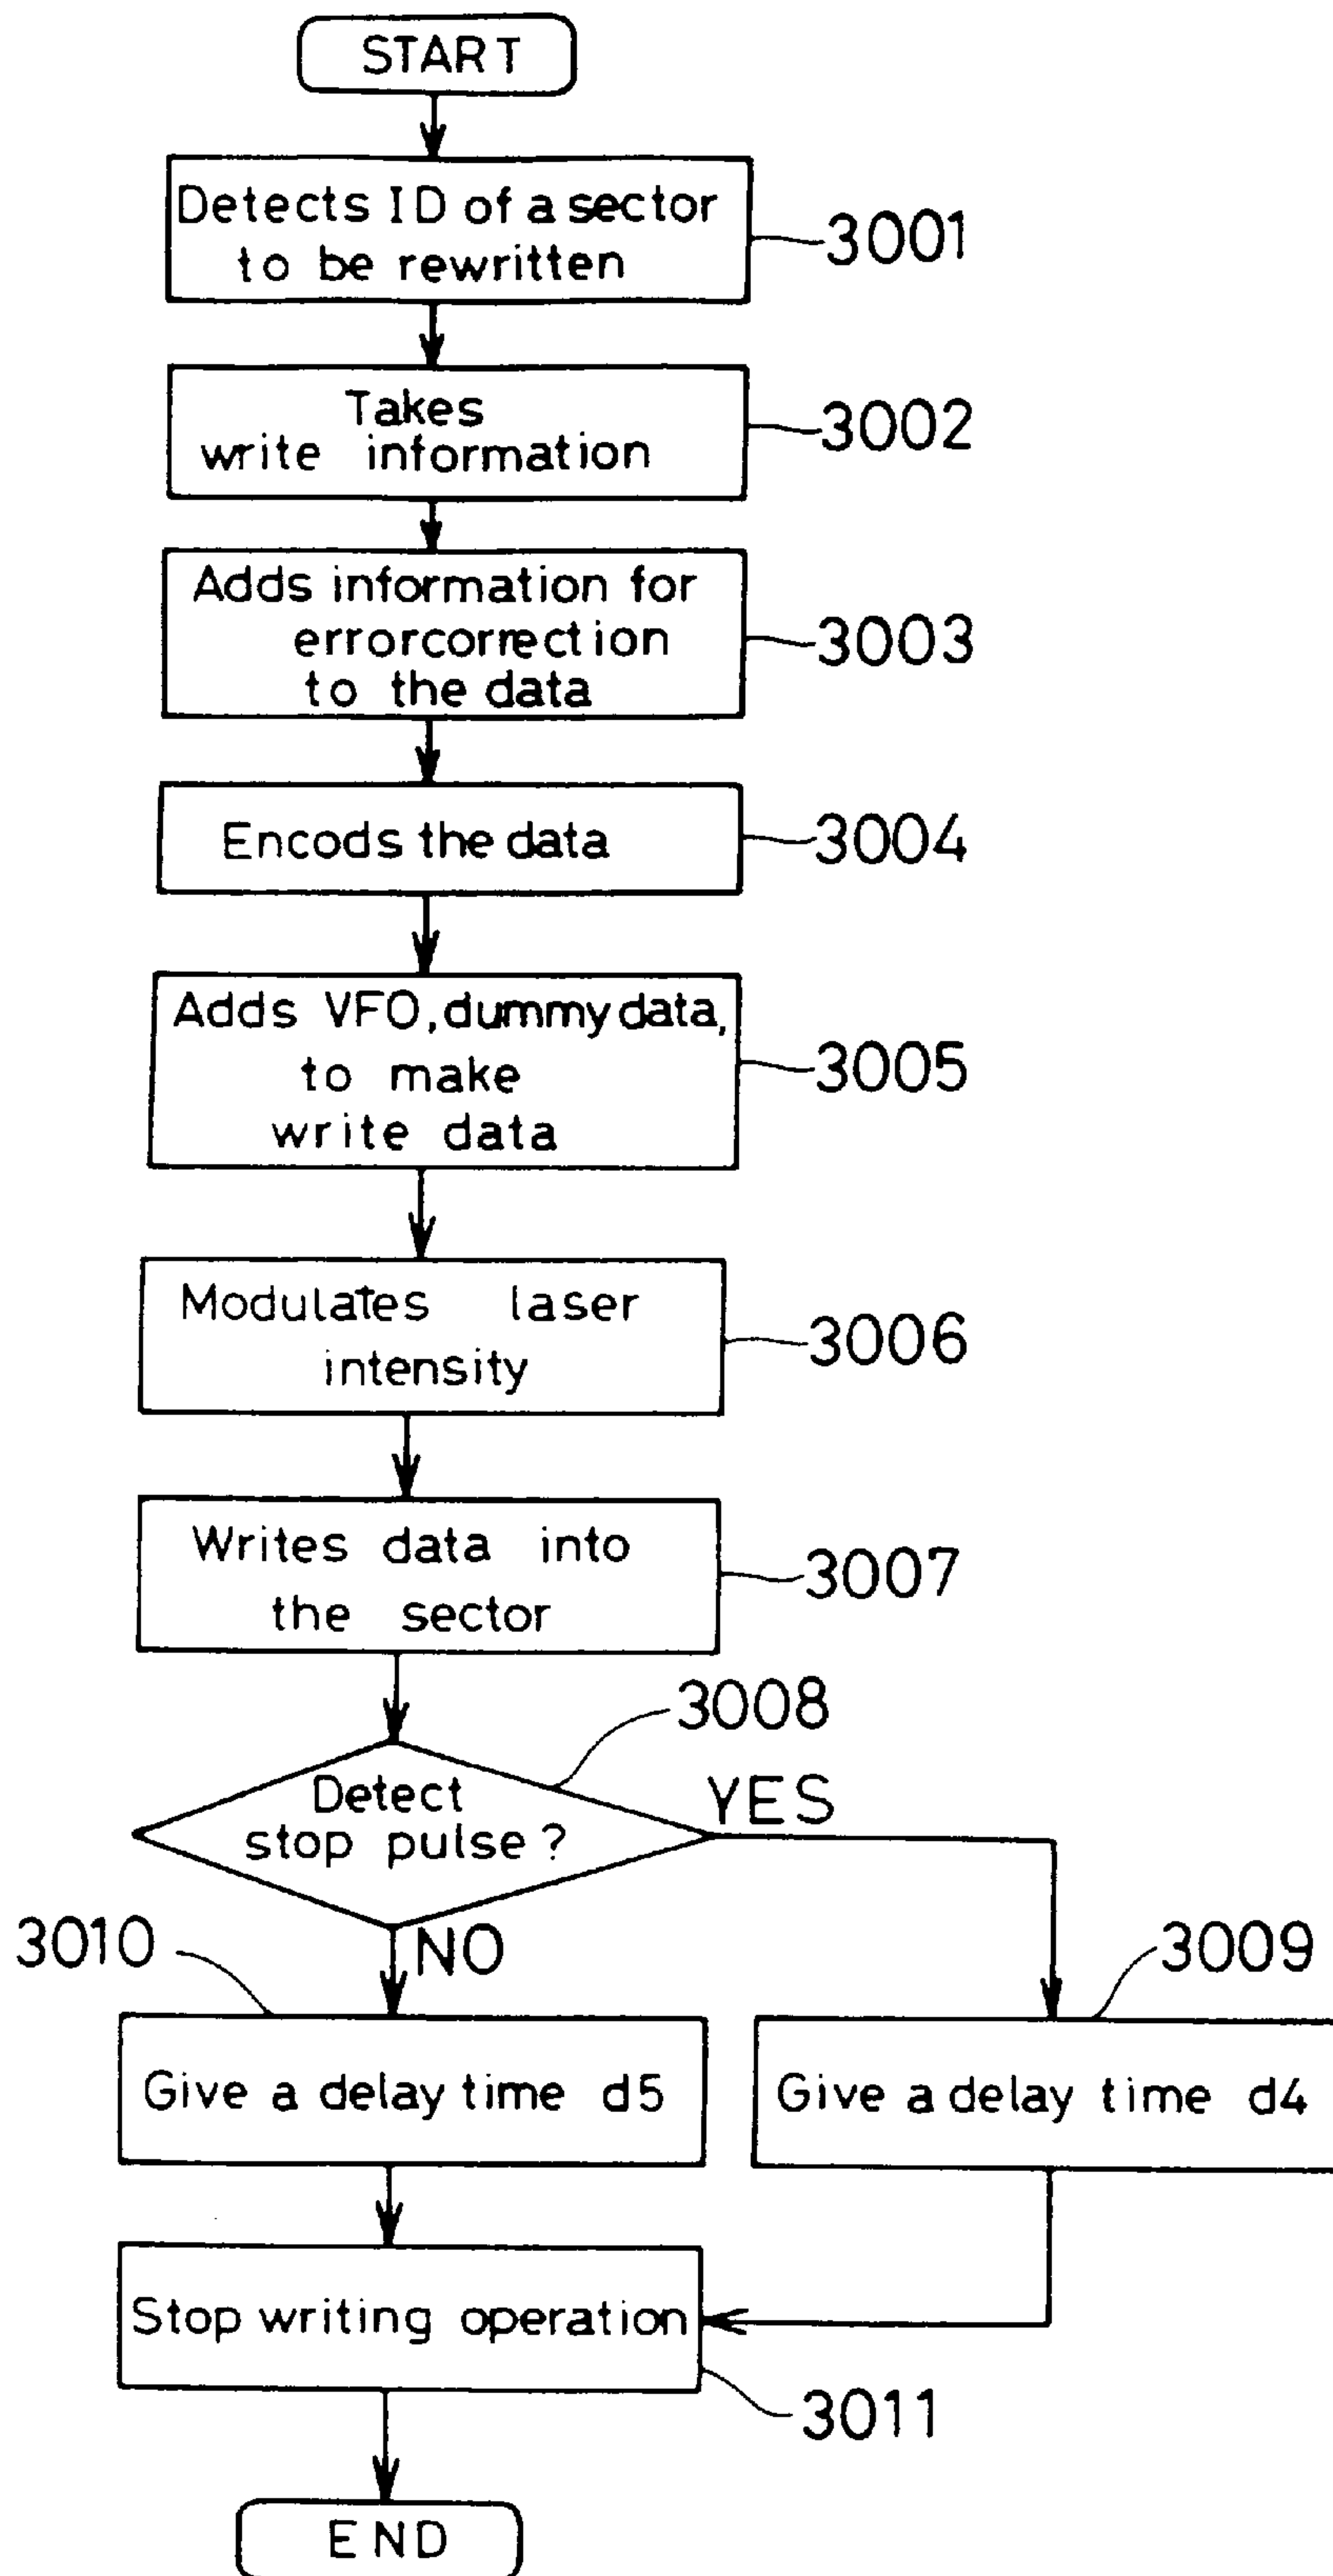 START
Detects ID of a sector
to be rewritten
3001
Takes
write information
3002
Adds information for
errorcorrection
to the data
3003
Encods the data
3004
Adds VFO, dummy data,
to make
write data
3005
Modulates laser
intensity
3006
Writes data into
the sector
3007
3008
Detect
stop pulse?
YES
NO
3010
3009
Give a delay time d5
Give a delay time d4
Stop writing operation
3011
END